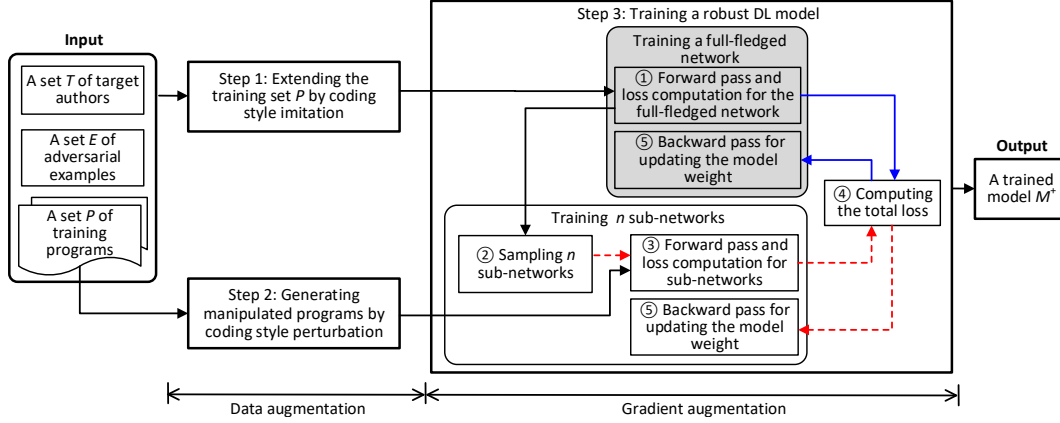 Input
A set T of target
authors
A set E of
adversarial
examples
A set P of
training
programs
Step 1: Extending the
training set P by coding
style imitation
Step 2: Generating
manipulated programs by
coding style perturbation
Step 3: Training a robust DL model
Training a full-fledged
network
① Forward pass and
loss computation for the
full-fledged network
⑤ Backward pass for
updating the model
weight
④ Computing
the total loss
Training n sub-networks
② Sampling n
sub-networks
③ Forward pass and
loss computation for
sub-networks
⑤ Backward pass for
updating the model
weight
Output
A trained
model M⁺
Data augmentation
Gradient augmentation